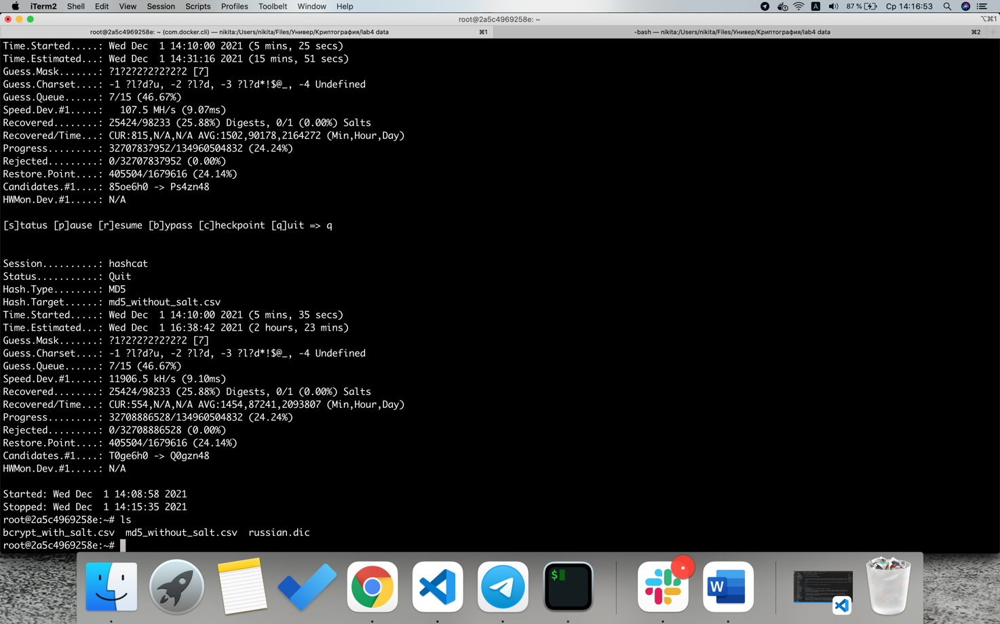 iTerm2 Shell Edit View Session Scripts Profiles Toolbelt Window Help 87 % Ср 14:16:53
root@2a5c4969258e: ~ ⌥⌘1
root@2a5c4969258e: ~ (com.docker.cli) — nikita:/Users/nikita/Files/Универ/Криптография/lab4 data ⌘1 -bash — nikita:/Users/nikita/Files/Универ/Криптография/lab4 data ⌘2
Time.Started.....: Wed Dec  1 14:10:00 2021 (5 mins, 25 secs)
Time.Estimated...: Wed Dec  1 14:31:16 2021 (15 mins, 51 secs)
Guess.Mask.......: ?1?2?2?2?2?2?2 [7]
Guess.Charset....: -1 ?l?d?u, -2 ?l?d, -3 ?l?d*!$@_, -4 Undefined
Guess.Queue......: 7/15 (46.67%)
Speed.Dev.#1.....:   107.5 MH/s (9.07ms)
Recovered........: 25424/98233 (25.88%) Digests, 0/1 (0.00%) Salts
Recovered/Time...: CUR:815,N/A,N/A AVG:1502,90178,2164272 (Min,Hour,Day)
Progress.........: 32707837952/134960504832 (24.24%)
Rejected.........: 0/32707837952 (0.00%)
Restore.Point....: 405504/1679616 (24.14%)
Candidates.#1....: 85oe6h0 -> Ps4zn48
HWMon.Dev.#1.....: N/A
[s]tatus [p]ause [r]esume [b]ypass [c]heckpoint [q]uit => q
Session..........: hashcat
Status...........: Quit
Hash.Type........: MD5
Hash.Target......: md5_without_salt.csv
Time.Started.....: Wed Dec  1 14:10:00 2021 (5 mins, 35 secs)
Time.Estimated...: Wed Dec  1 16:38:42 2021 (2 hours, 23 mins)
Guess.Mask.......: ?1?2?2?2?2?2?2 [7]
Guess.Charset....: -1 ?l?d?u, -2 ?l?d, -3 ?l?d*!$@_, -4 Undefined
Guess.Queue......: 7/15 (46.67%)
Speed.Dev.#1.....: 11906.5 kH/s (9.10ms)
Recovered........: 25424/98233 (25.88%) Digests, 0/1 (0.00%) Salts
Recovered/Time...: CUR:554,N/A,N/A AVG:1454,87241,2093807 (Min,Hour,Day)
Progress.........: 32708886528/134960504832 (24.24%)
Rejected.........: 0/32708886528 (0.00%)
Restore.Point....: 405504/1679616 (24.14%)
Candidates.#1....: T0ge6h0 -> Q0gzn48
HWMon.Dev.#1.....: N/A
Started: Wed Dec  1 14:08:58 2021
Stopped: Wed Dec  1 14:15:35 2021
root@2a5c4969258e:~# ls
bcrypt_with_salt.csv  md5_without_salt.csv  russian.dic
root@2a5c4969258e:~#
$
W